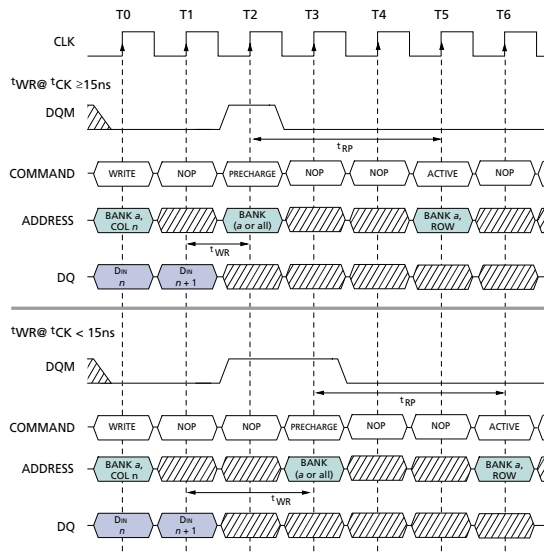 T0 T1 T2 T3 T4 T5 T6
CLK
tWR@ tCK ≥15ns
DQM
tRP
COMMAND WRITE NOP PRECHARGE NOP NOP ACTIVE NOP
ADDRESS BANK a, COL n BANK (a or all) BANK a, ROW
tWR
DQ DIN n DIN n + 1
tWR@ tCK < 15ns
DQM
tRP
COMMAND WRITE NOP NOP PRECHARGE NOP NOP ACTIVE
ADDRESS BANK a, COL n BANK (a or all) BANK a, ROW
tWR
DQ DIN n DIN n + 1